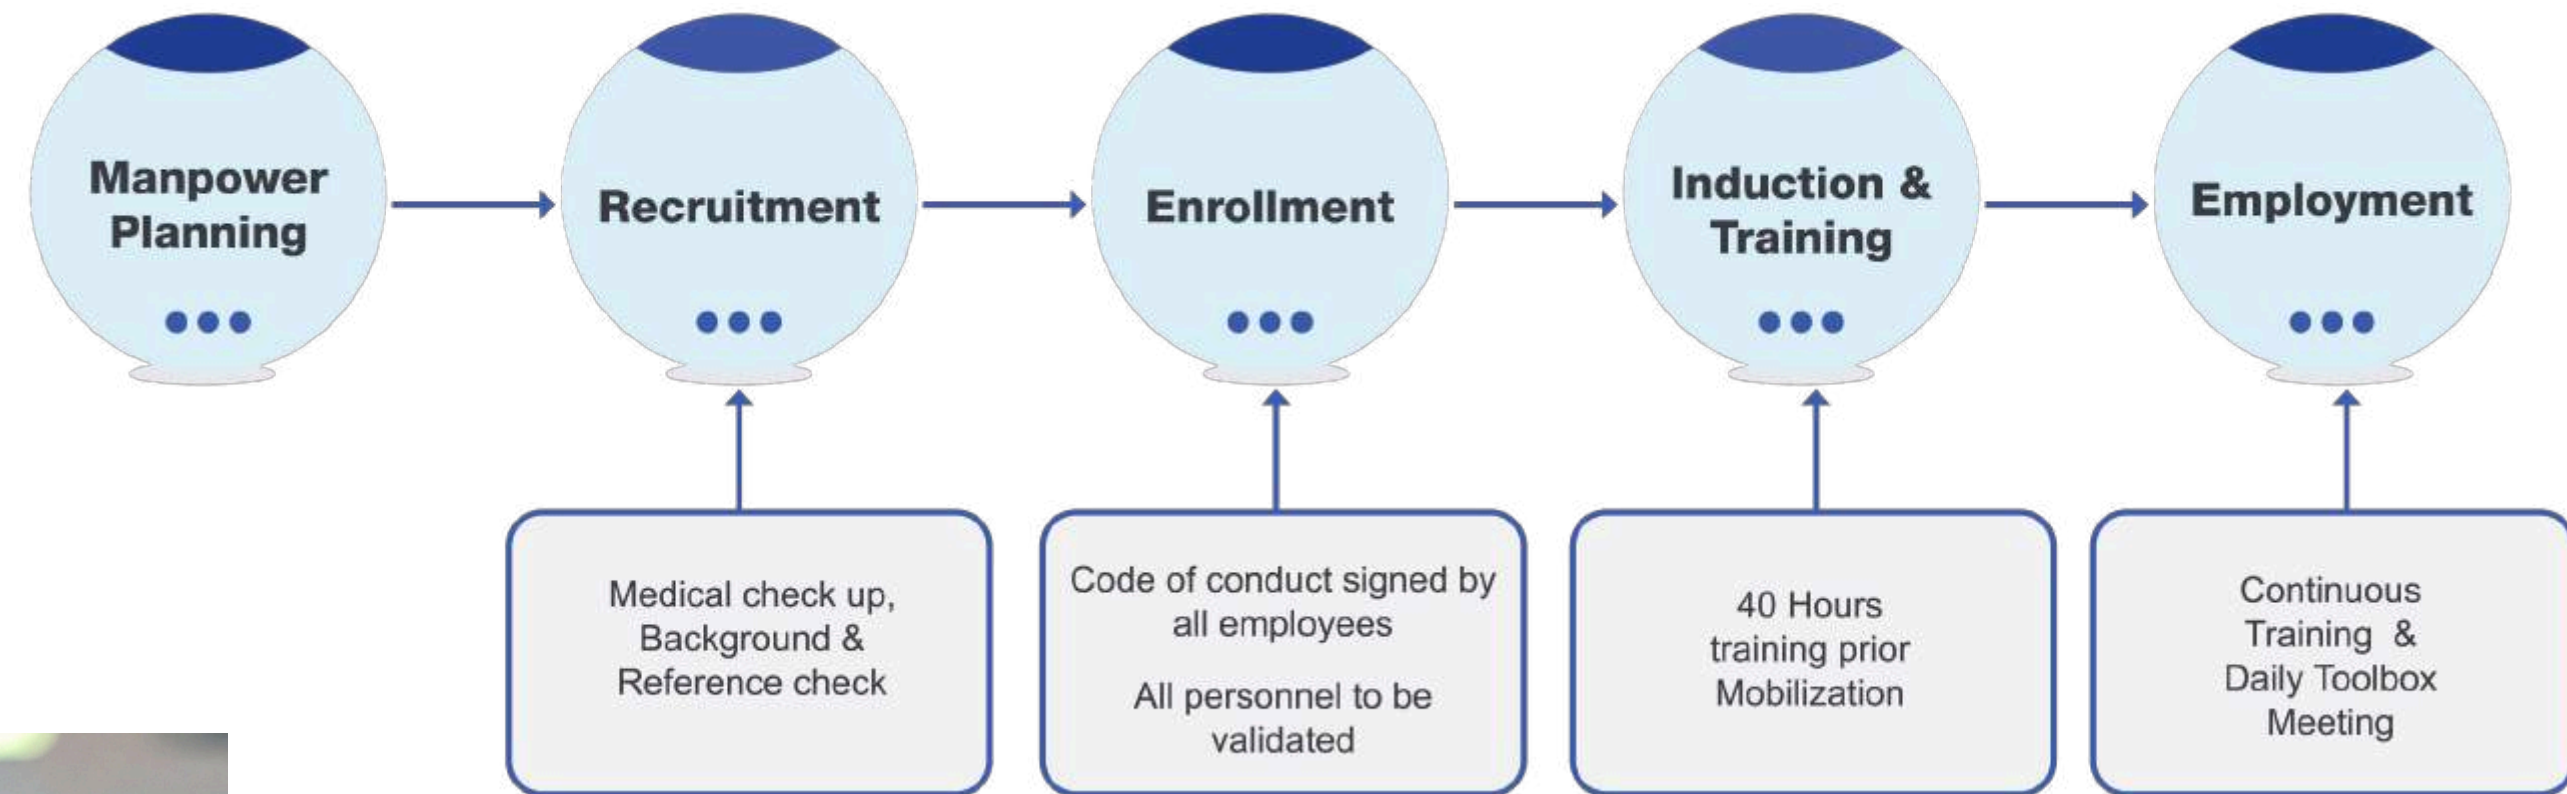 Manpower
Planning
Recruitment
Enrollment
Induction &
Training
Employment
Medical check up,
Background &
Reference check
Code of conduct signed by
all employees
All personnel to be
validated
40 Hours
training prior
Mobilization
Continuous
Training &
Daily Toolbox
Meeting